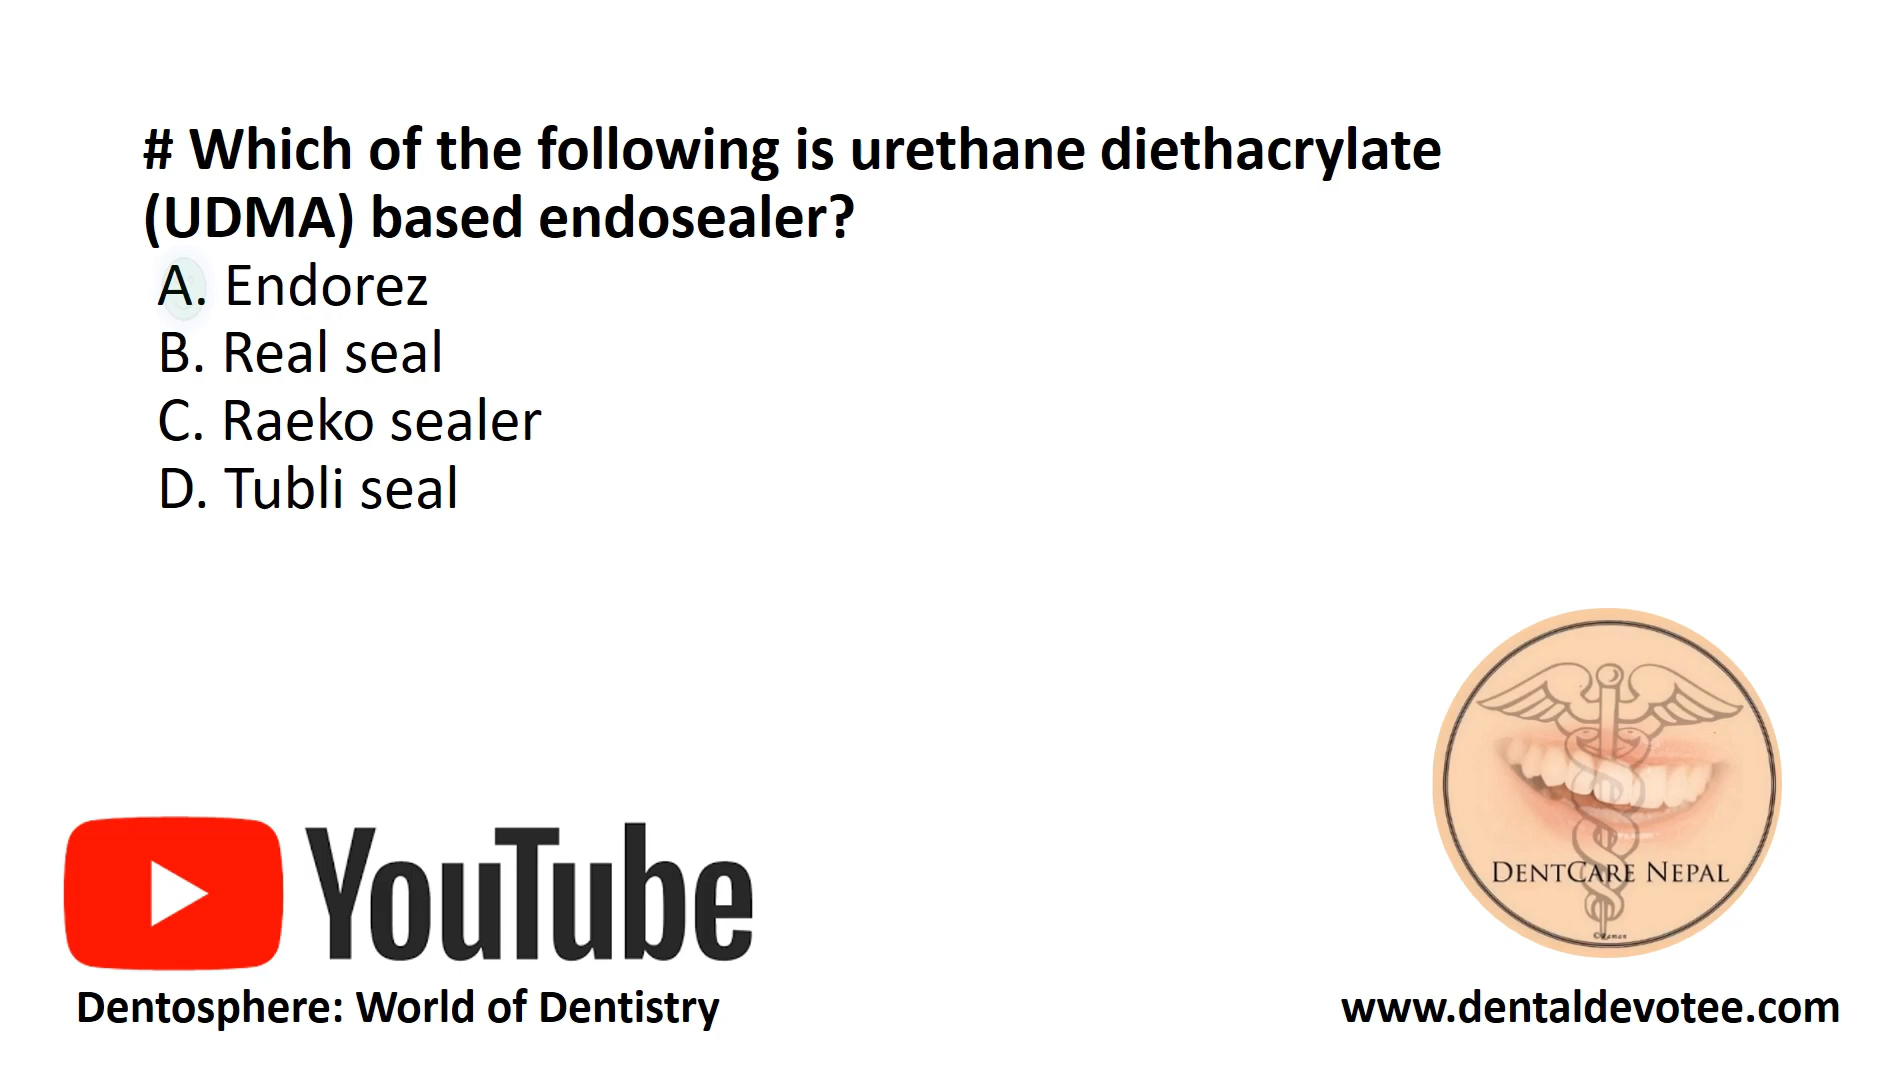 # Which of the following is urethane diethacrylate
(UDMA) based endosealer?
A. Endorez
B. Real seal
C. Raeko sealer
D. Tubli seal
DENTCARE NEPAL
YouTube
Dentosphere: World of Dentistry
www.dentaldevotee.com